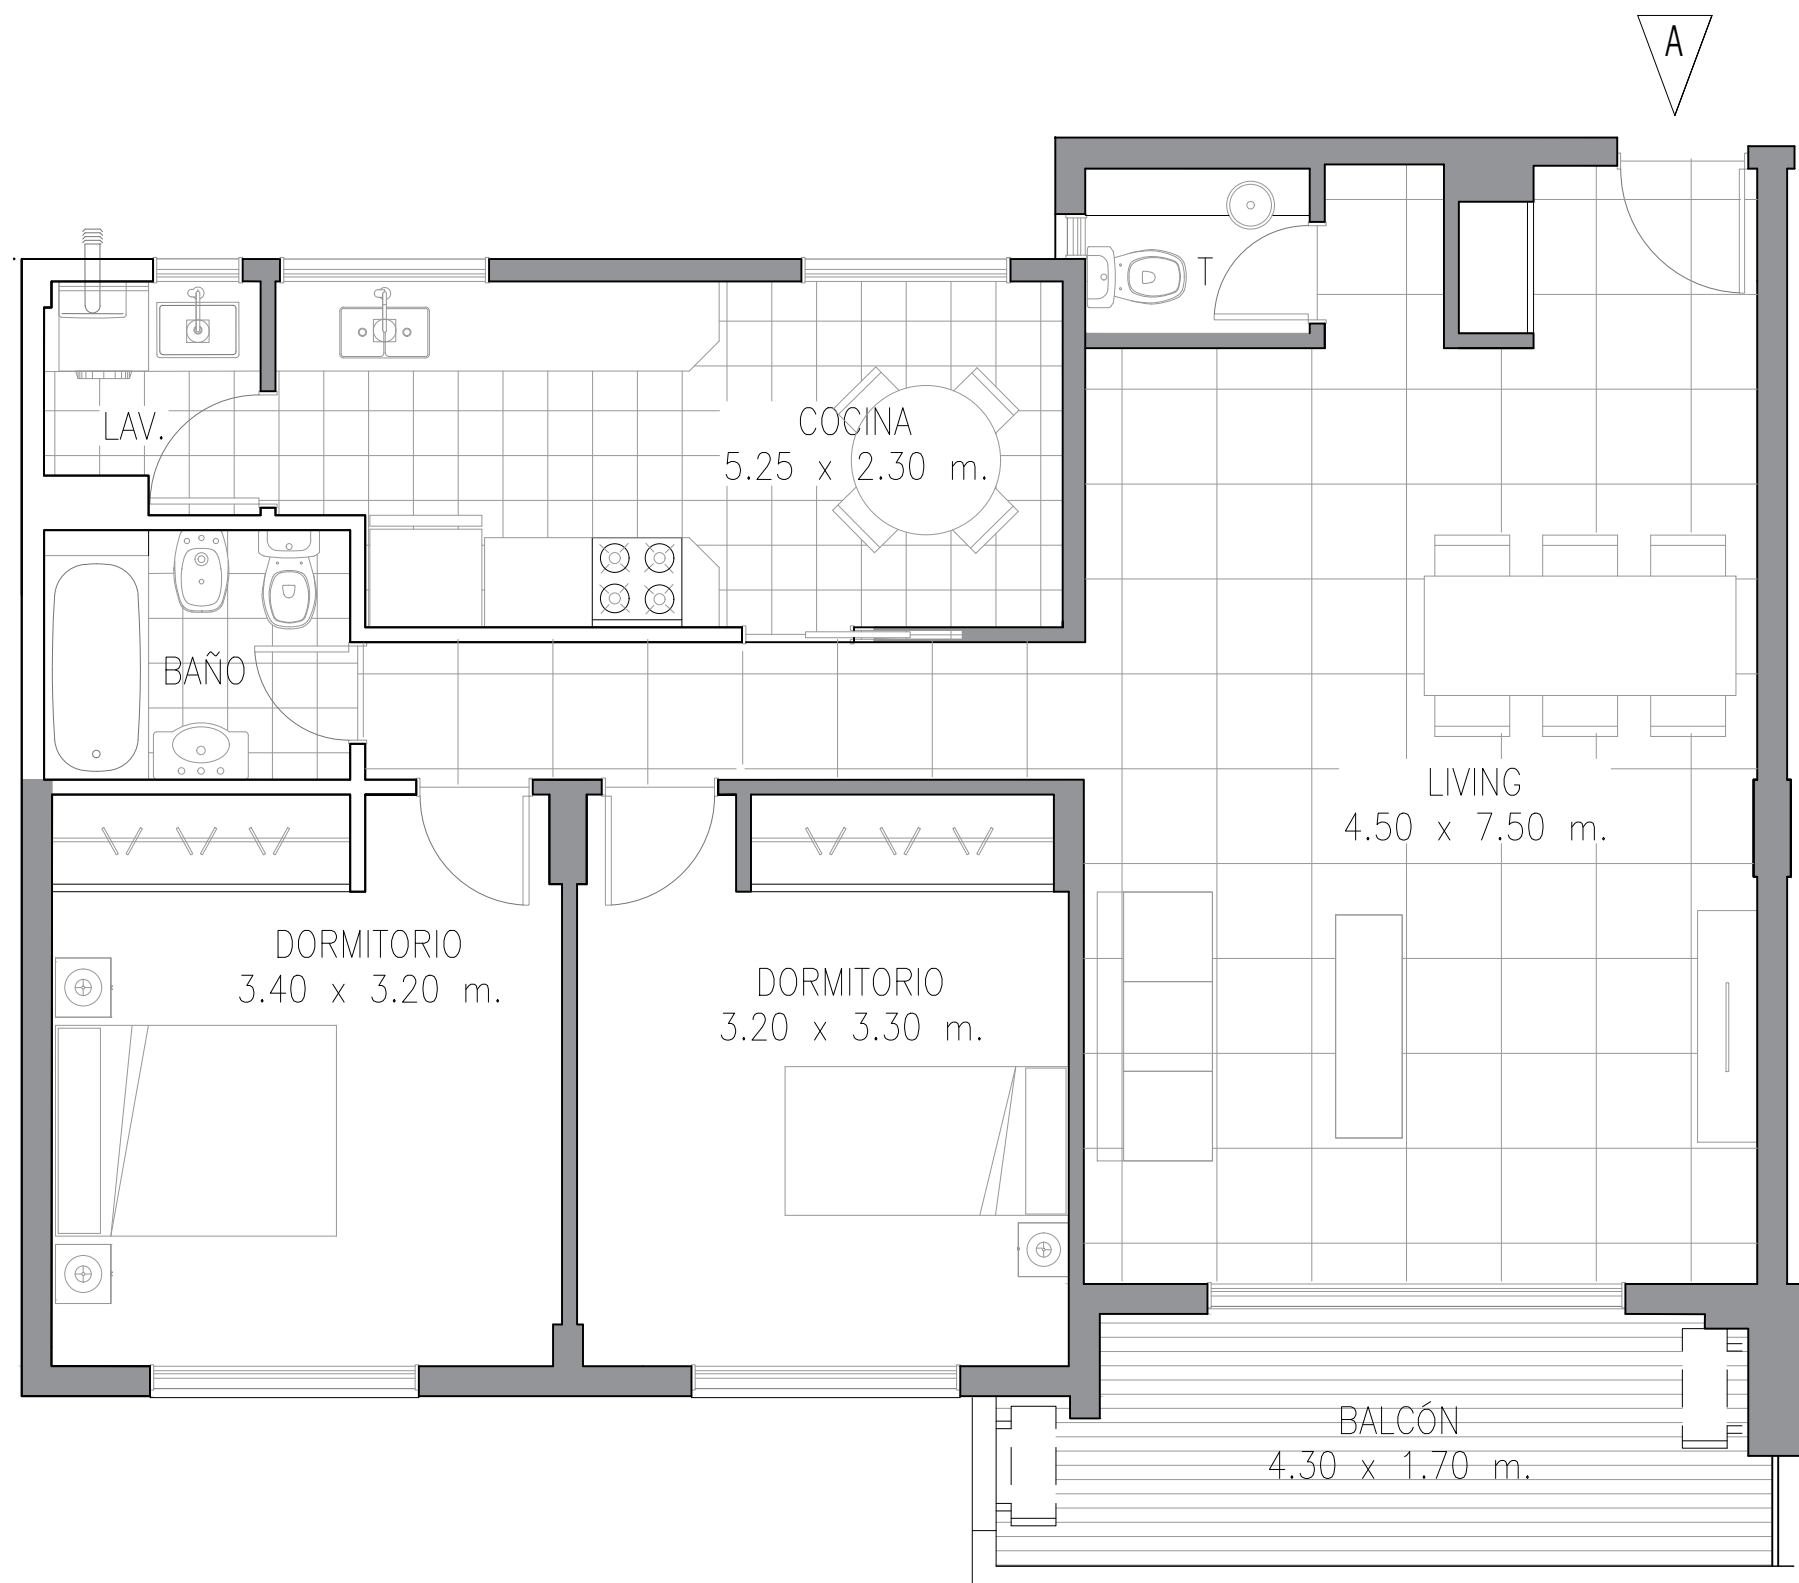 A
T
LAV.
COCINA
5.25 x 2.30 m.
BAÑO
LIVING
4.50 x 7.50 m.
DORMITORIO
3.40 x 3.20 m.
DORMITORIO
3.20 x 3.30 m.
BALCÓN
4.30 x 1.70 m.